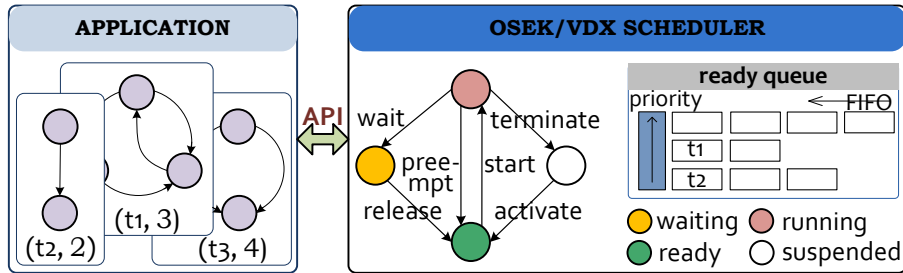 APPLICATION
(t2, 2)
(t1, 3)
(t3, 4)
API
OSEK/VDX SCHEDULER
wait
terminate
pree-
mpt
start
release
activate
ready queue
priority
FIFO
t1
t2
waiting
running
ready
suspended